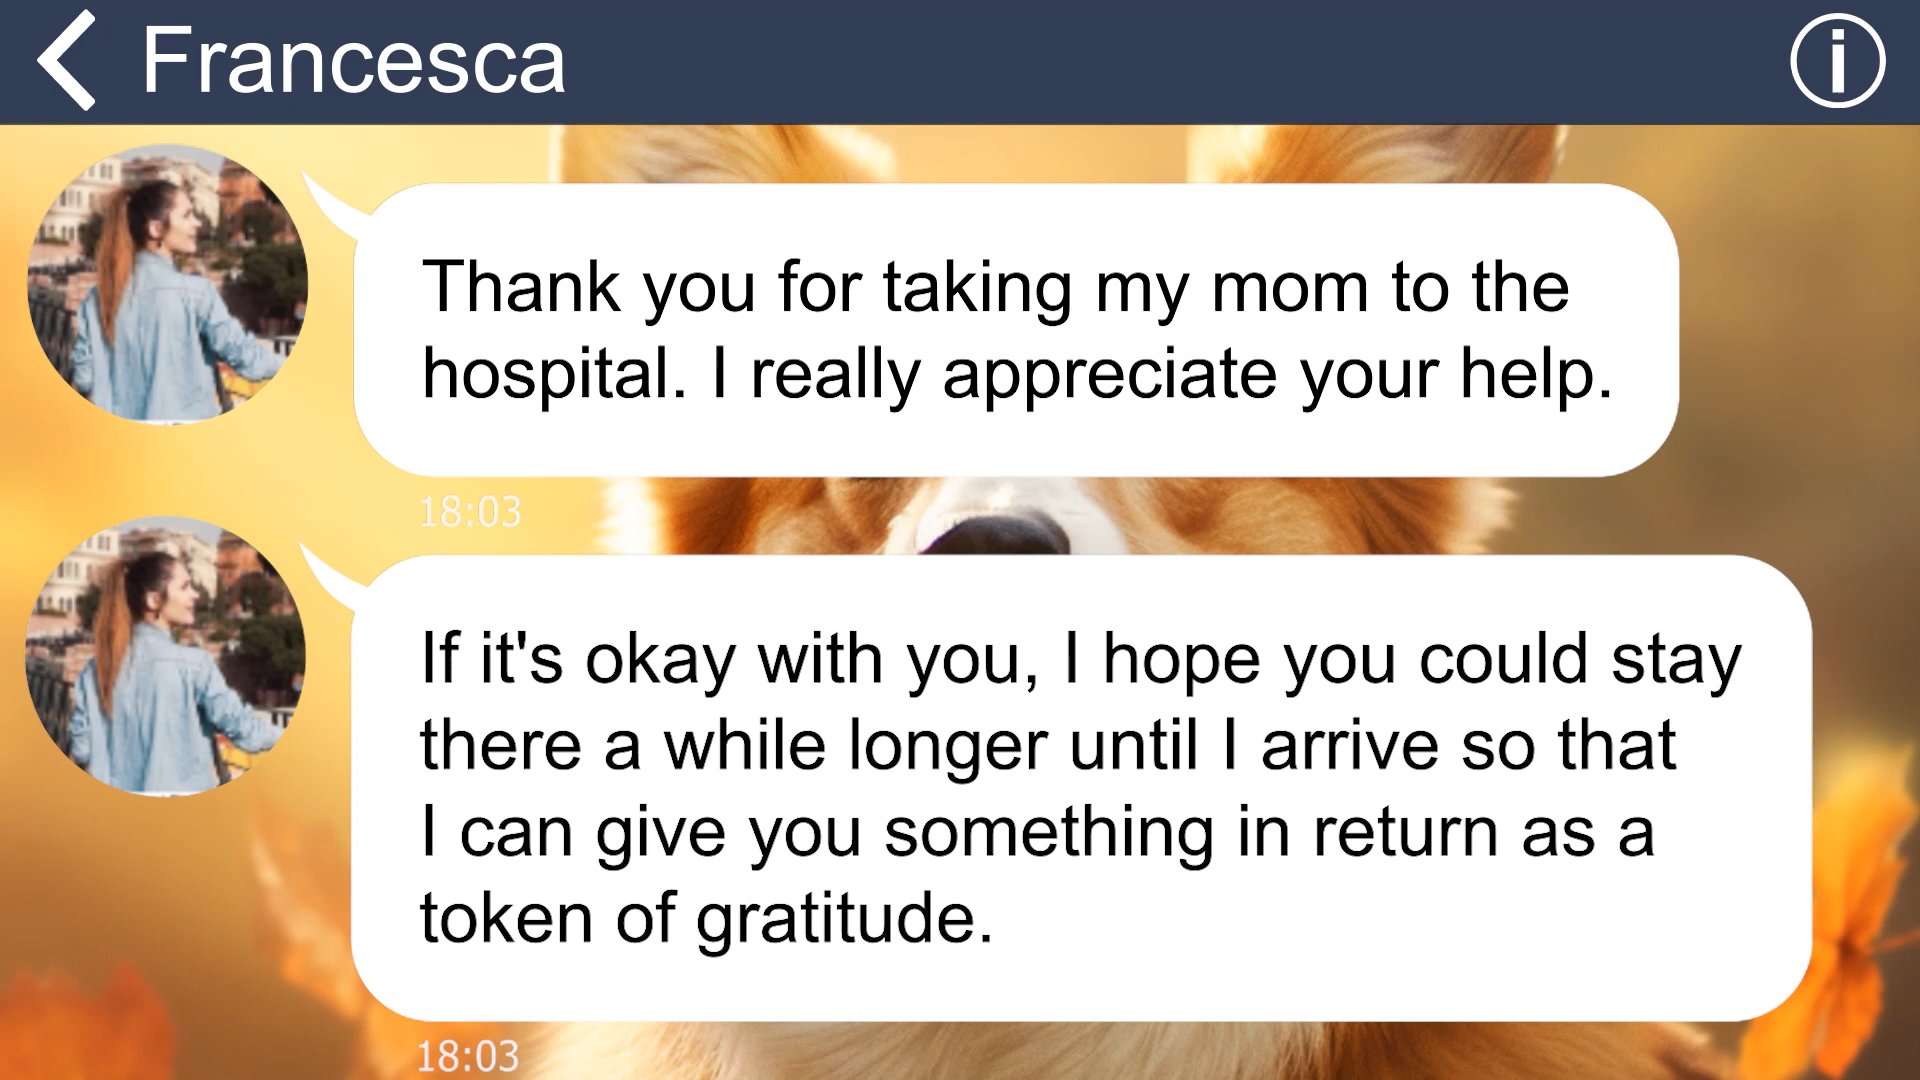 Francesca
Thank you for taking my mom to the
hospital. I really appreciate your help.
18:03
If it's okay with you, I hope you could stay
there a while longer until I arrive so that
I can give you something in return as a
token of gratitude.
18:03